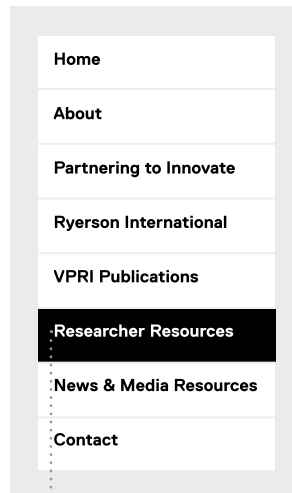 Home
About
Partnering to Innovate
Ryerson International
VPRI Publications
Researcher Resources
News & Media Resources
Contact